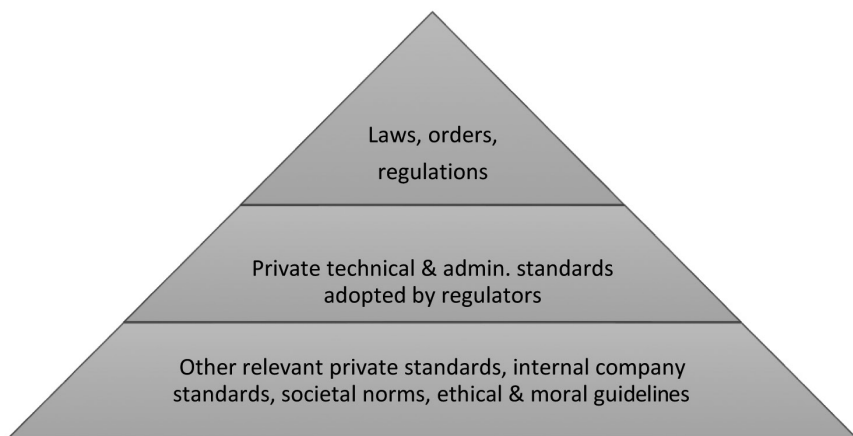 Laws, orders,
regulations
Private technical & admin. standards
adopted by regulators
Other relevant private standards, internal company
standards, societal norms, ethical & moral guidelines